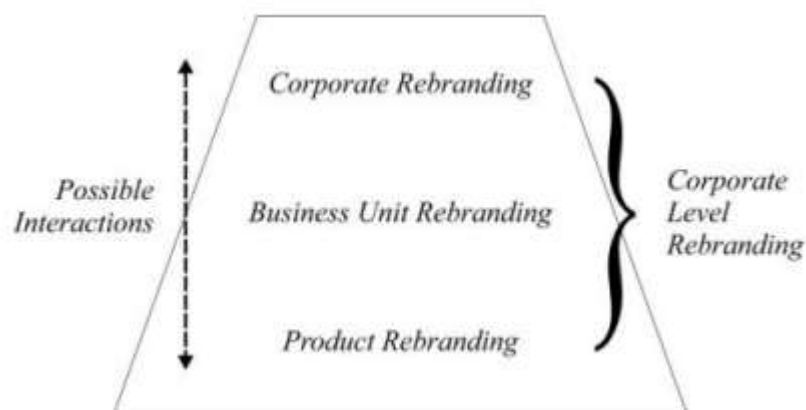 Corporate Rebranding
Possible
Interactions
Business Unit Rebranding
Corporate
Level
Rebranding
Product Rebranding